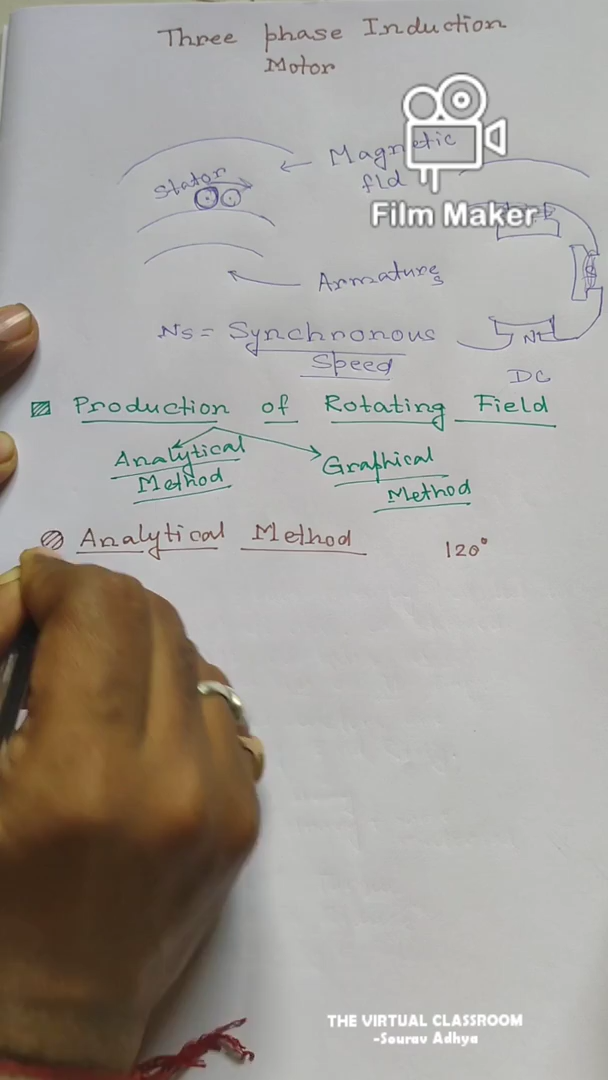 Three phase Induction
Motor
Magnetic
fld
Stator
Film Maker
Armature
Ns = Synchronous
Speed
N
DC
Production of Rotating Field
Analytical
Method
Graphical
Method
Analytical Method
120°
THE VIRTUAL CLASSROOM
-Sourav Adhya